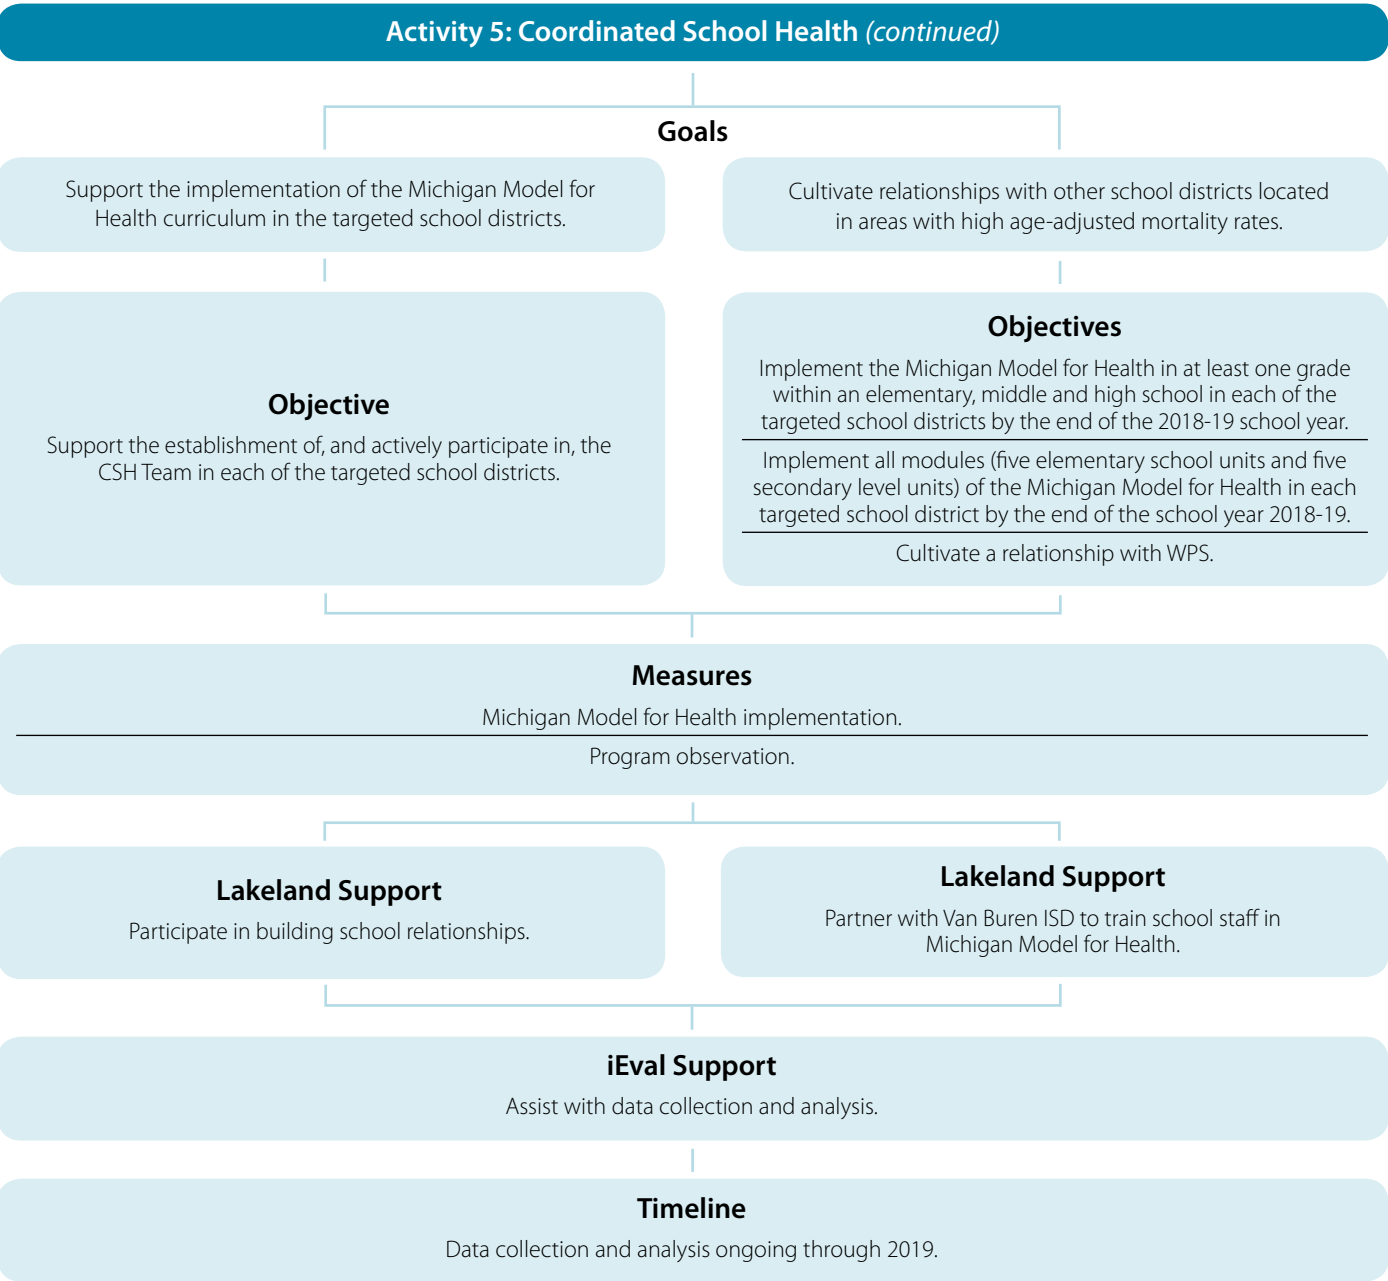 Activity 5: Coordinated School Health (continued)
Goals
Support the implementation of the Michigan Model for
Health curriculum in the targeted school districts.
Cultivate relationships with other school districts located
in areas with high age-adjusted mortality rates.
Objective
Support the establishment of, and actively participate in, the
CSH Team in each of the targeted school districts.
Objectives
Implement the Michigan Model for Health in at least one grade
within an elementary, middle and high school in each of the
targeted school districts by the end of the 2018-19 school year.
Implement all modules (five elementary school units and five
secondary level units) of the Michigan Model for Health in each
targeted school district by the end of the school year 2018-19.
Cultivate a relationship with WPS.
Measures
Michigan Model for Health implementation.
Program observation.
Lakeland Support
Participate in building school relationships.
Lakeland Support
Partner with Van Buren ISD to train school staff in
Michigan Model for Health.
iEval Support
Assist with data collection and analysis.
Timeline
Data collection and analysis ongoing through 2019.